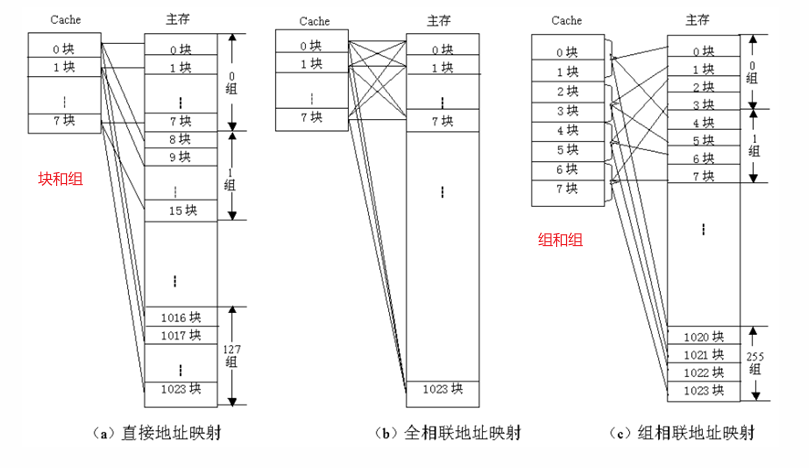 Cache
主存
0 块
1 块
7 块
0 块
1 块
7 块
8 块
9 块
15 块
1016 块
1017 块
1023 块
0
组
1
组
127
组
块和组
(a) 直接地址映射
Cache
主存
0 块
1 块
7 块
0 块
1 块
7 块
1023 块
(b) 全相联地址映射
Cache
主存
0 块
1 块
2 块
3 块
4 块
5 块
6 块
7 块
0 块
1 块
2 块
3 块
4 块
5 块
6 块
7 块
1020 块
1021 块
1022 块
1023 块
0
组
1
组
255
组
组和组
(c) 组相联地址映射